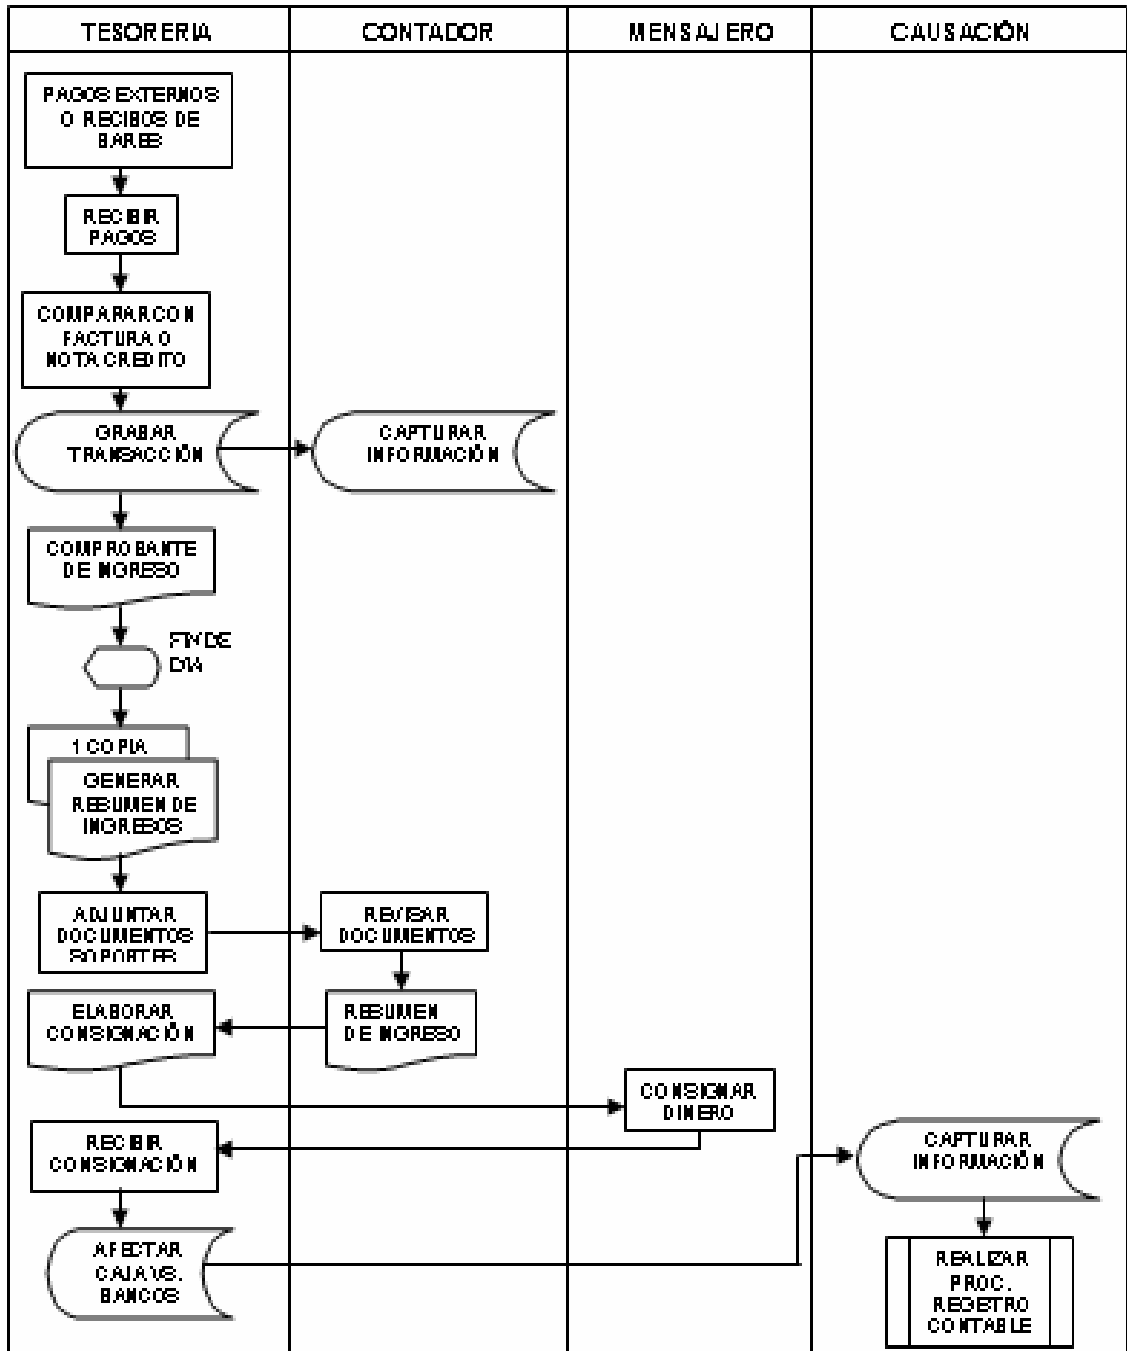 TESORERIA
CONTADOR
MENSAJERO
CAUSACIÓN
PAGOS EXTERNOS
O RECIBOS DE
BARES
RECIBIR
PAGOS
COMPARAR CON
FACTURA O
NOTA CREDITO
GRABAR
TRANSACCIÓN
CAPTURAR
INFORMACIÓN
COMPROBANTE
DE INGRESO
FIN DE
DIA
1 COPIA
GENERAR
RESUMEN DE
INGRESOS
ADJUNTAR
DOCUMENTOS
SOPORTES
REVISAR
DOCUMENTOS
ELABORAR
CONSIGNACIÓN
RESUMEN
DE INGRESO
CONSIGNAR
DINERO
RECIBIR
CONSIGNACIÓN
CAPTURAR
INFORMACIÓN
AFECTAR
CAJA VS.
BANCOS
REALIZAR
PROC.
REGISTRO
CONTABLE